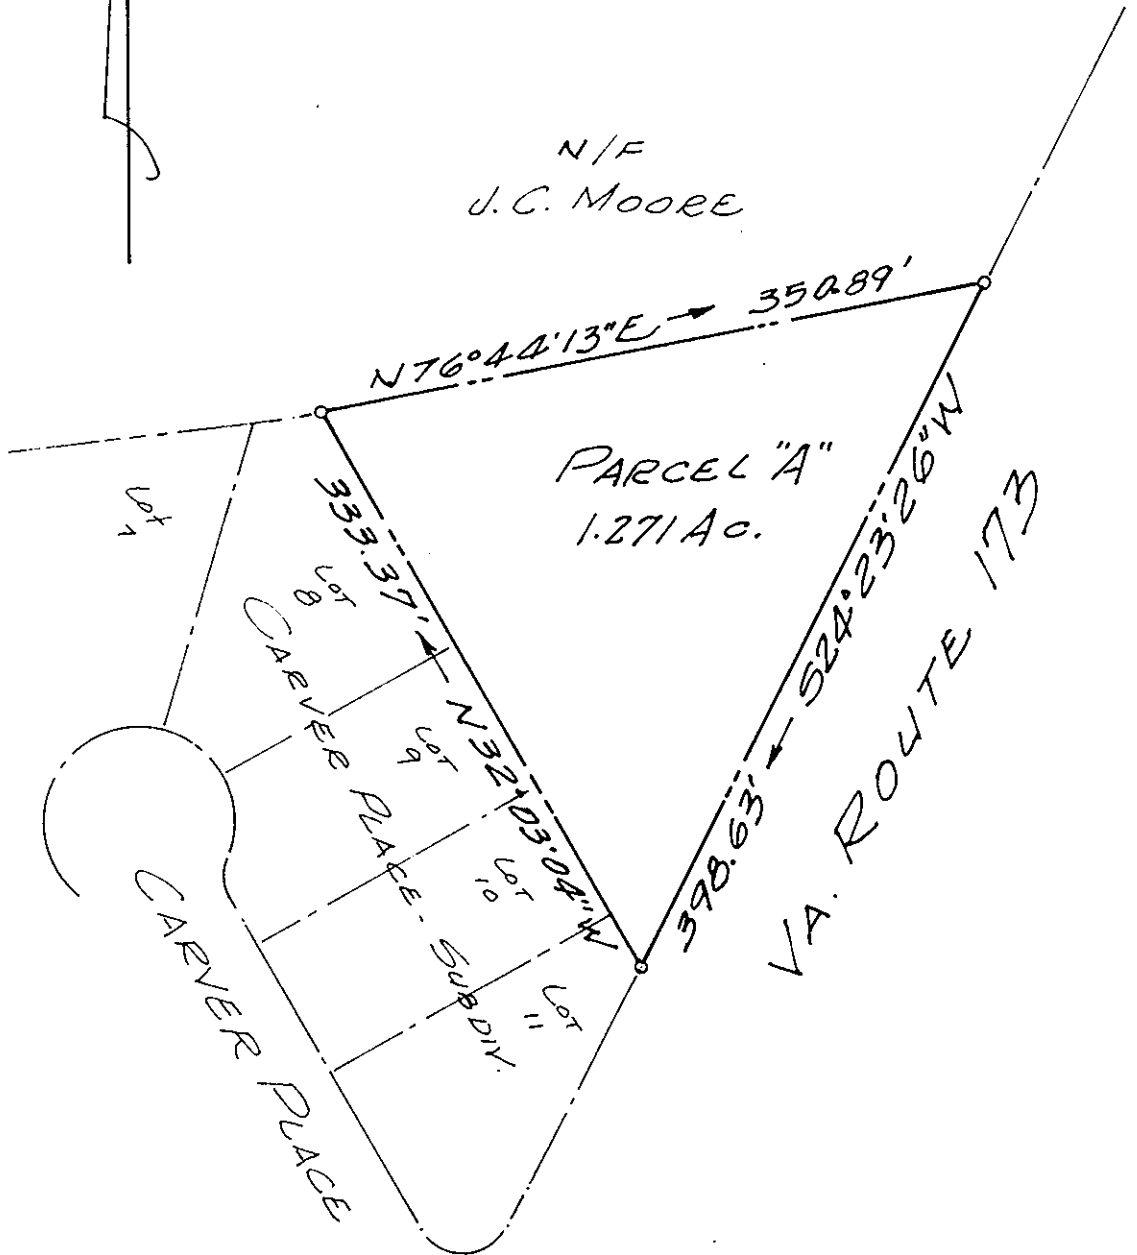 N/F
J.C. MOORE
N76°44'13"E 350.89'
PARCEL "A"
1.271 Ac.
S24°23'26"W
398.63'
VA. ROUTE 173
333.37'
N32°03'04"W
LOT
7
LOT
8
LOT
9
LOT
10
LOT
11
CARVER PLACE - SUBDIV.
CARVER PLACE